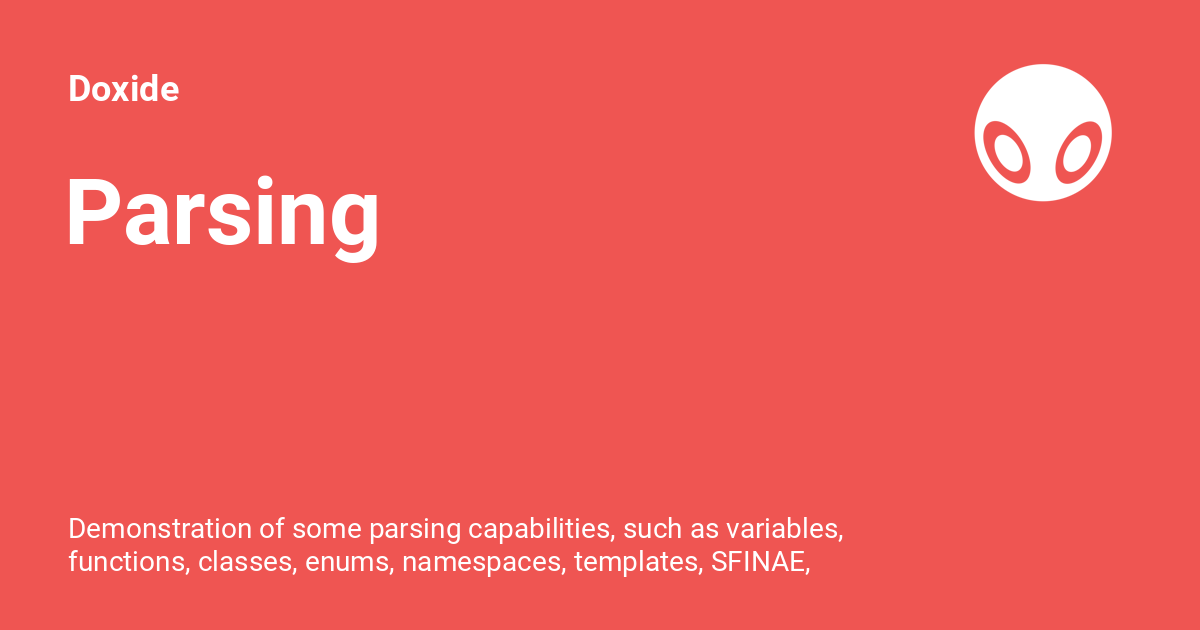 Doxide
Parsing
Demonstration of some parsing capabilities, such as variables,
functions, classes, enums, namespaces, templates, SFINAE,